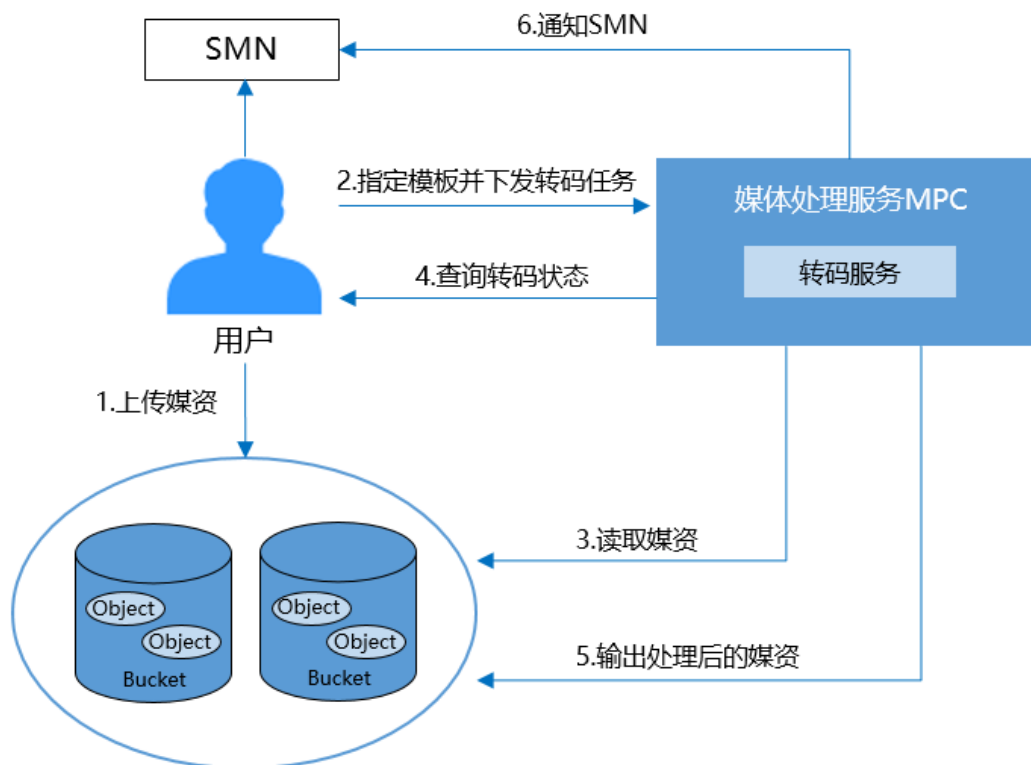 6.通知SMN
SMN
2.指定模板并下发转码任务
媒体处理服务MPC
转码服务
4.查询转码状态
用户
1.上传媒资
3.读取媒资
Object
Object
Bucket
Object
Object
Bucket
5.输出处理后的媒资